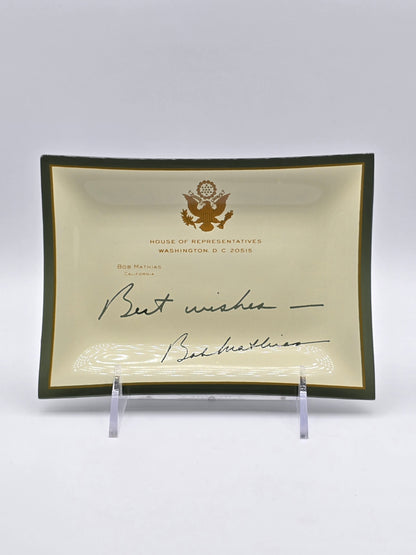 HOUSE OF REPRESENTATIVES
WASHINGTON, D. C. 20515
BOB MATHIAS
CALIFORNIA
Best wishes —
Bob Mathias